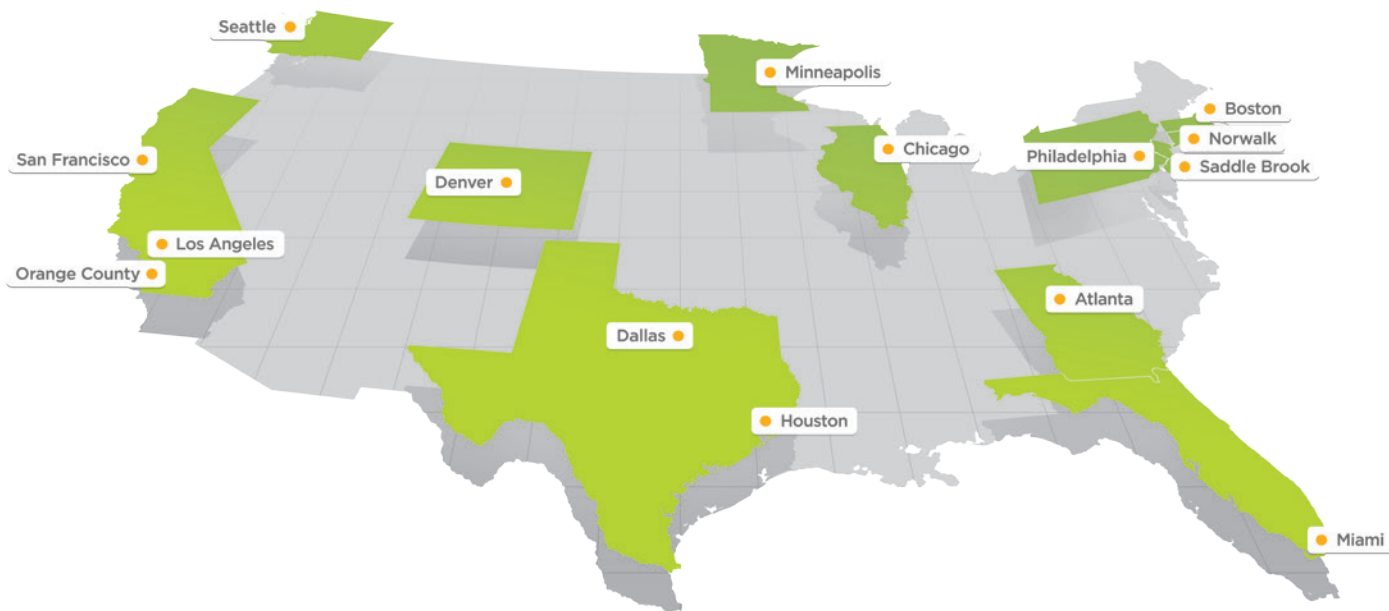 Seattle
Minneapolis
Boston
Norwalk
Chicago
Philadelphia
San Francisco
Saddle Brook
Denver
Los Angeles
Orange County
Atlanta
Dallas
Houston
Miami